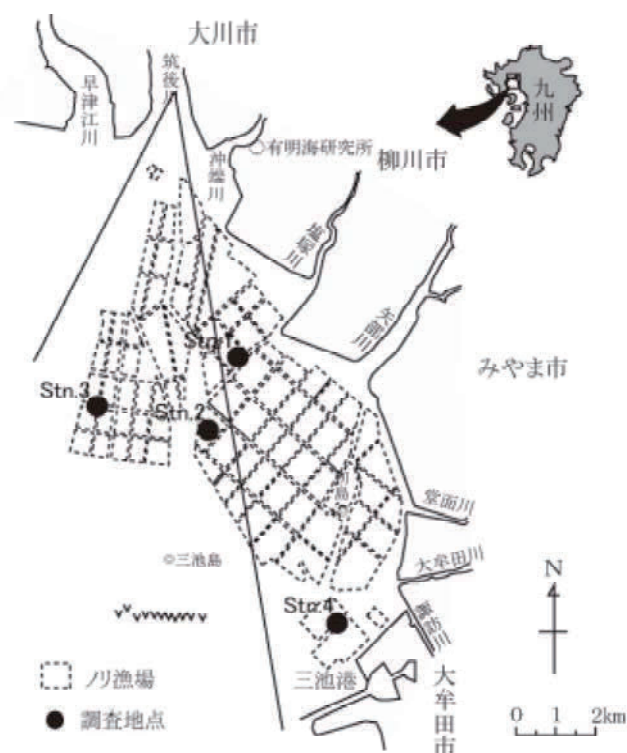 大川市
筑後川
早津江川
九州
有明海研究所
沖端川
柳川市
塩塚川
矢部川
みやま市
Stn.1
Stn.3
Stn.2
堂面川
三池島
大牟田川
諏訪川
N
Stn.4
ノリ漁場
三池港
大牟田市
調査地点
0 1 2km